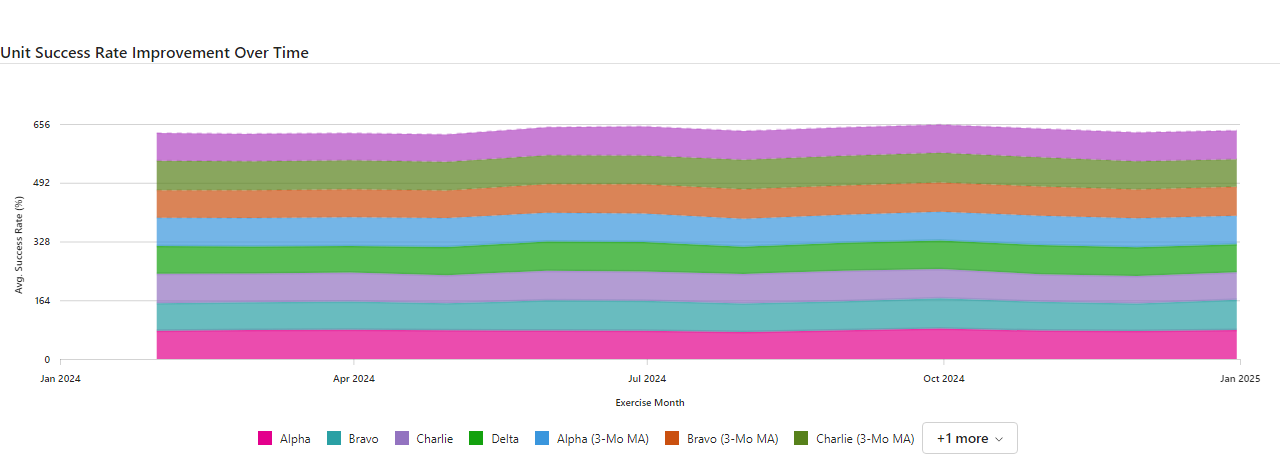 Unit Success Rate Improvement Over Time
656
492
328
164
0
Avg. Success Rate (%)
Jan 2024 Apr 2024 Jul 2024 Oct 2024 Jan 2025
Exercise Month
Alpha Bravo Charlie Delta Alpha (3-Mo MA) Bravo (3-Mo MA) Charlie (3-Mo MA) +1 more